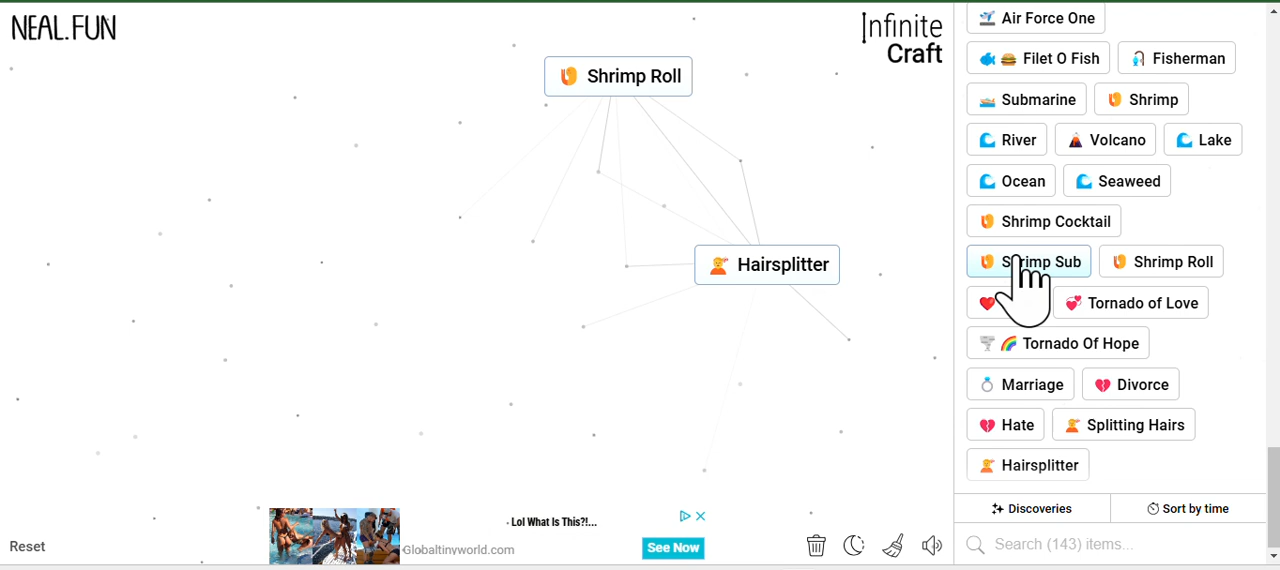 NEAL.FUN
Infinite
Craft
Shrimp Roll
Hairsplitter
Air Force One
Filet O Fish
Fisherman
Submarine
Shrimp
River
Volcano
Lake
Ocean
Seaweed
Shrimp Cocktail
Shrimp Sub
Shrimp Roll
Tornado of Love
Tornado Of Hope
Marriage
Divorce
Hate
Splitting Hairs
Hairsplitter
Discoveries
Sort by time
Search (143) items...
Reset
Lol What Is This?!...
Globaltinyworld.com
See Now